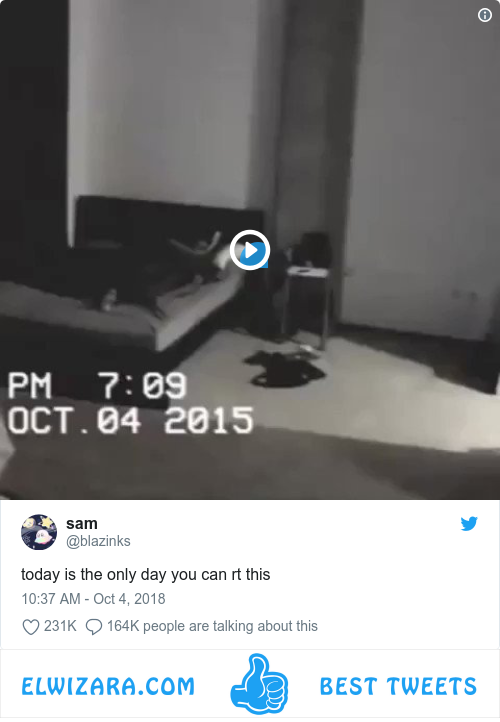 PM 7:09
OCT.04 2015
sam
@blazinks
today is the only day you can rt this
10:37 AM - Oct 4, 2018
231K 164K people are talking about this
ELWIZARA.COM BEST TWEETS